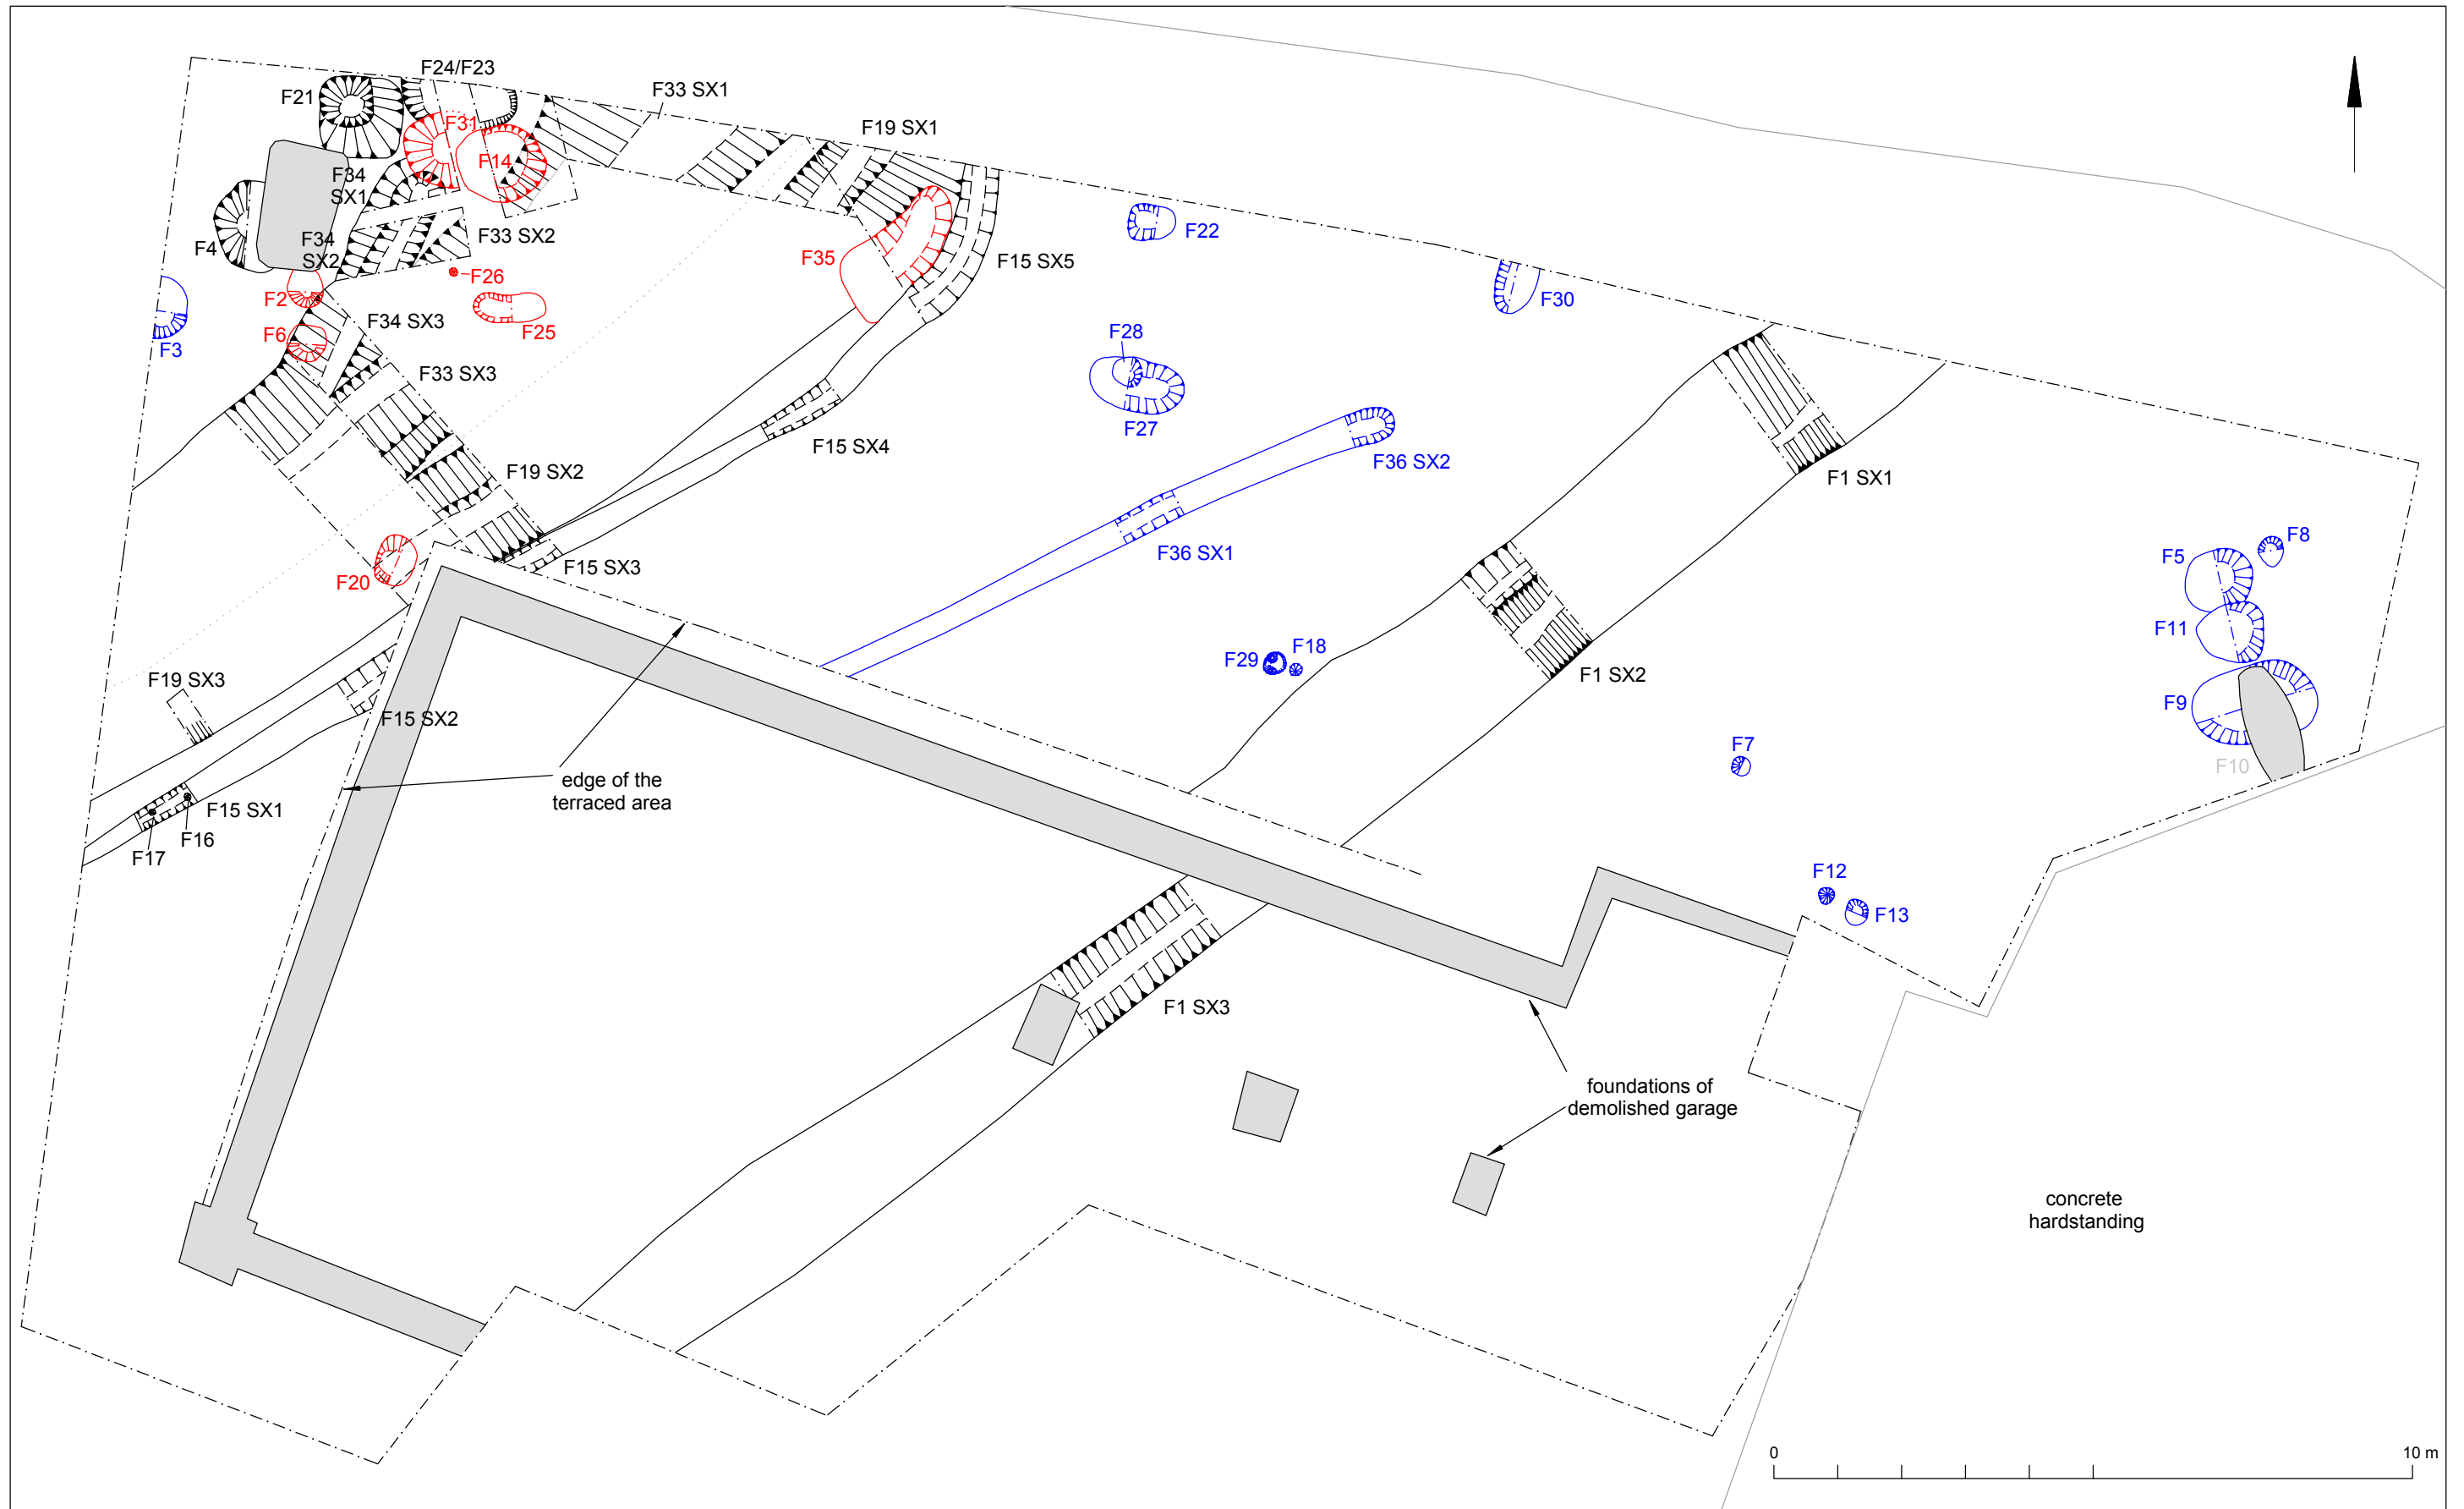 F24/F23
F21
F33 SX1
F31
F19 SX1
F14
F34
SX1
F22
F33 SX2
F34
SX2
F4
F35
F15 SX5
F26
F2
F30
F25
F34 SX3
F28
F6
F3
F33 SX3
F27
F15 SX4
F36 SX2
F19 SX2
F1 SX1
F8
F36 SX1
F5
F15 SX3
F20
F11
F18
F29
F1 SX2
F19 SX3
F9
F15 SX2
F7
F10
edge of the
terraced area
F15 SX1
F16
F17
F12
F13
F1 SX3
foundations of
demolished garage
concrete
hardstanding
0
10 m